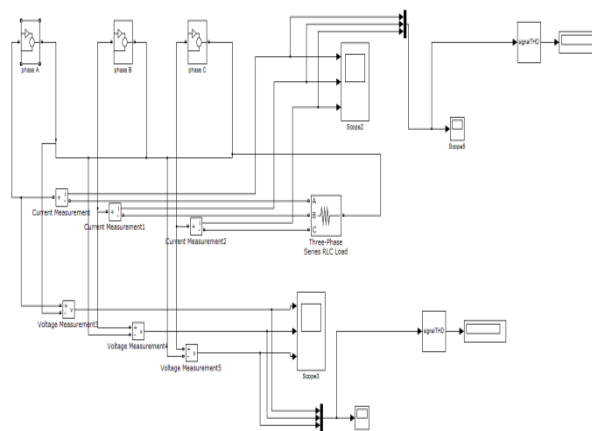 phase A
phase B
phase C
signalTHD
Scope2
Scope5
Current Measurement
Current Measurement1
Current Measurement2
A
B
C
Three-Phase
Series RLC Load
Voltage Measurement3
Voltage Measurement4
Voltage Measurement5
Scope3
signalTHD